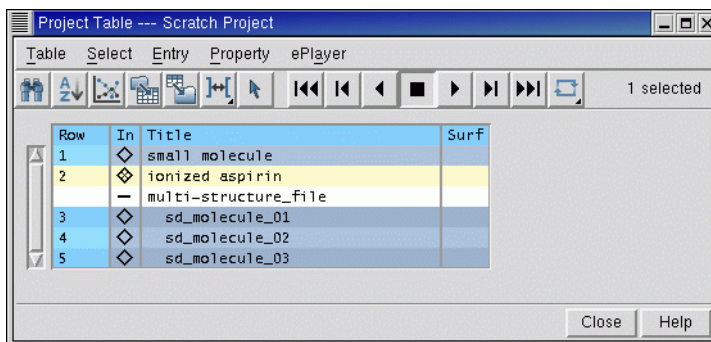 Project Table --- Scratch Project
Table Select Entry Property ePlayer
1 selected
Row In Title Surf
1 small molecule
2 ionized aspirin
multi-structure_file
3 sd_molecule_01
4 sd_molecule_02
5 sd_molecule_03
Close Help